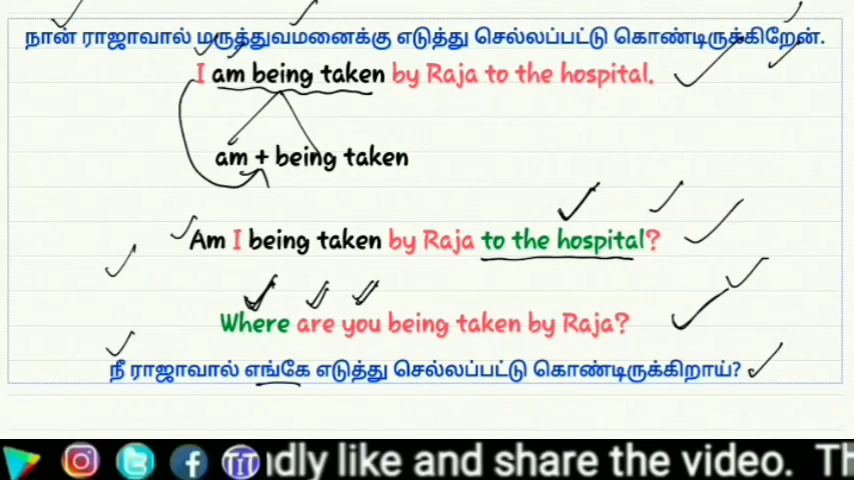 நான் ராஜாவால் மருத்துவமனைக்கு எடுத்து செல்லப்பட்டு கொண்டிருக்கிறேன்.
I am being taken by Raja to the hospital.
am + being taken
Am I being taken by Raja to the hospital?
Where are you being taken by Raja?
நீ ராஜாவால் எங்கே எடுத்து செல்லப்பட்டு கொண்டிருக்கிறாய்?
like and share the video.